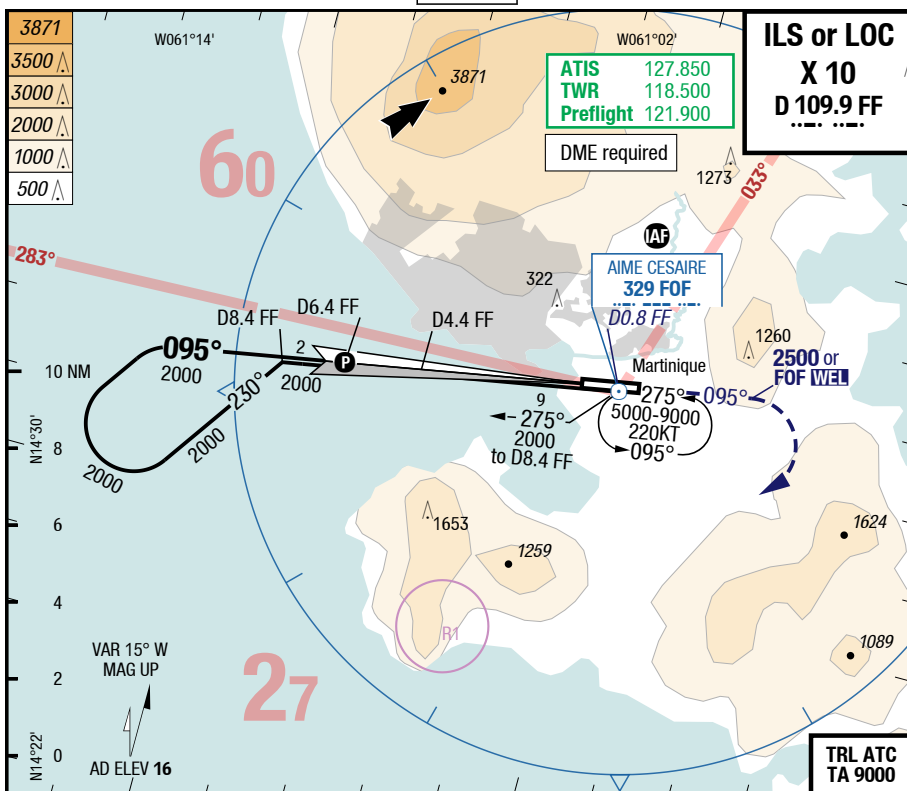 3871
3500
3000
2000
1000
500
W061°14'
3871
W061°02'
ATIS 127.850
TWR 118.500
Preflight 121.900
DME required
ILS or LOC
X 10
D 109.9 FF
60
1273
033°
IAF
283°
AIME CESAIRE
329 FOF
D0.8 FF
322
D8.4 FF
D6.4 FF
D4.4 FF
1260
095°
2000
2
P
Martinique
2500 or
FOF WEL
10 NM
230°
2000
9
275°
2000
to D8.4 FF
275°
5000-9000
220KT
095°
095°
N14°30'
8
2000
2000
6
1653
1259
1624
4
R1
VAR 15° W
MAG UP
27
1089
2
N14°22'
0
AD ELEV 16
TRL ATC
TA 9000